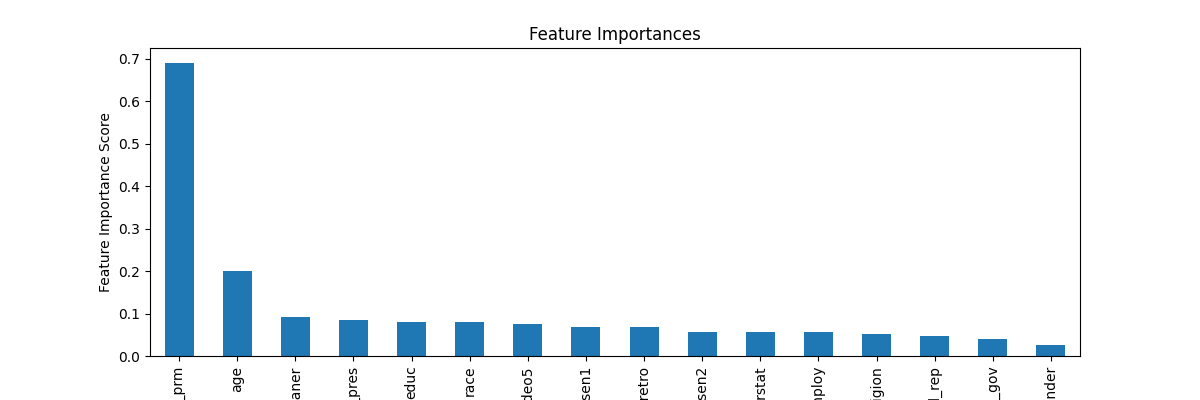 Feature Importances
Feature Importance Score
0.7
0.6
0.5
0.4
0.3
0.2
0.1
0.0
_prm
age
aner
_pres
educ
race
deo5
sen1
retro
sen2
rstat
nploy
igion
l_rep
_gov
nder